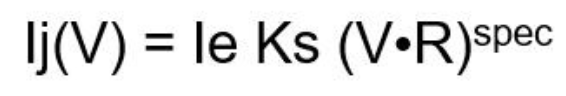 Ij(V) = Ie Ks (V•R)spec